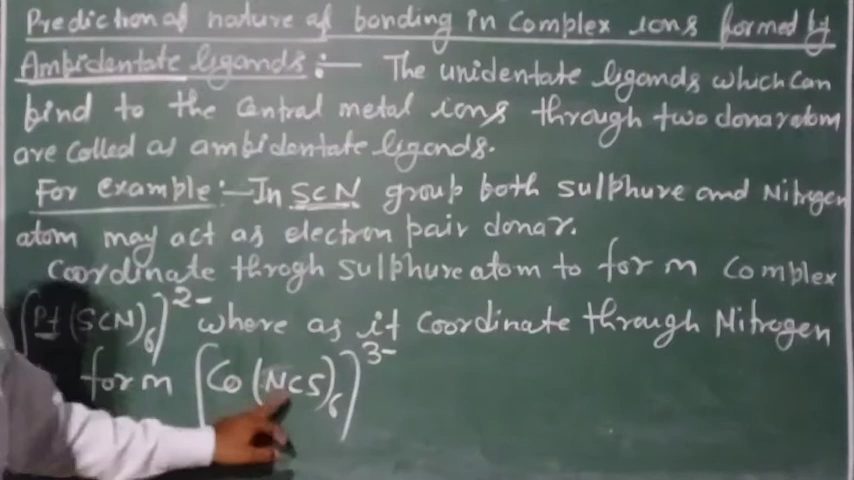 Prediction of nature of bonding in Complex ions formed by
Ambidentate ligands:— The unidentate ligands which can
bind to the central metal ions through two donar atom
are called as ambidentate ligands.
For example:— In SCN group both sulphure and Nitrogen
atom may act as electron pair donar.
Coordinate throgh sulphure atom to form Complex
[Pt(SCN)6]2- where as it coordinate through Nitrogen
form [Co(NCS)6]3-